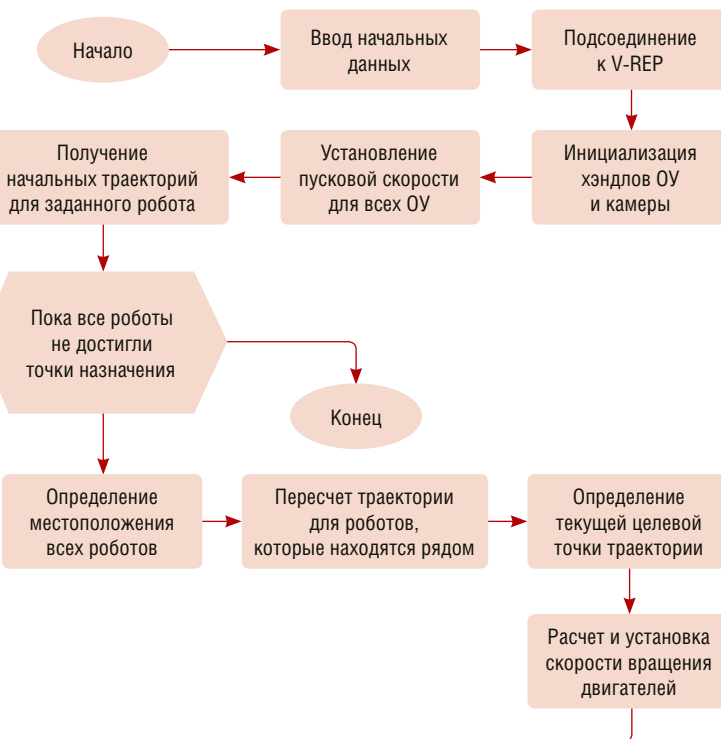 Начало
Ввод начальных
данных
Подсоединение
к V-REP
Инициализация
хэндлов ОУ
и камеры
Установление
пусковой скорости
для всех ОУ
Получение
начальных траекторий
для заданного робота
Пока все роботы
не достигли
точки назначения
Конец
Определение
местоположения
всех роботов
Пересчет траектории
для роботов,
которые находятся рядом
Определение
текущей целевой
точки траектории
Расчет и установка
скорости вращения
двигателей